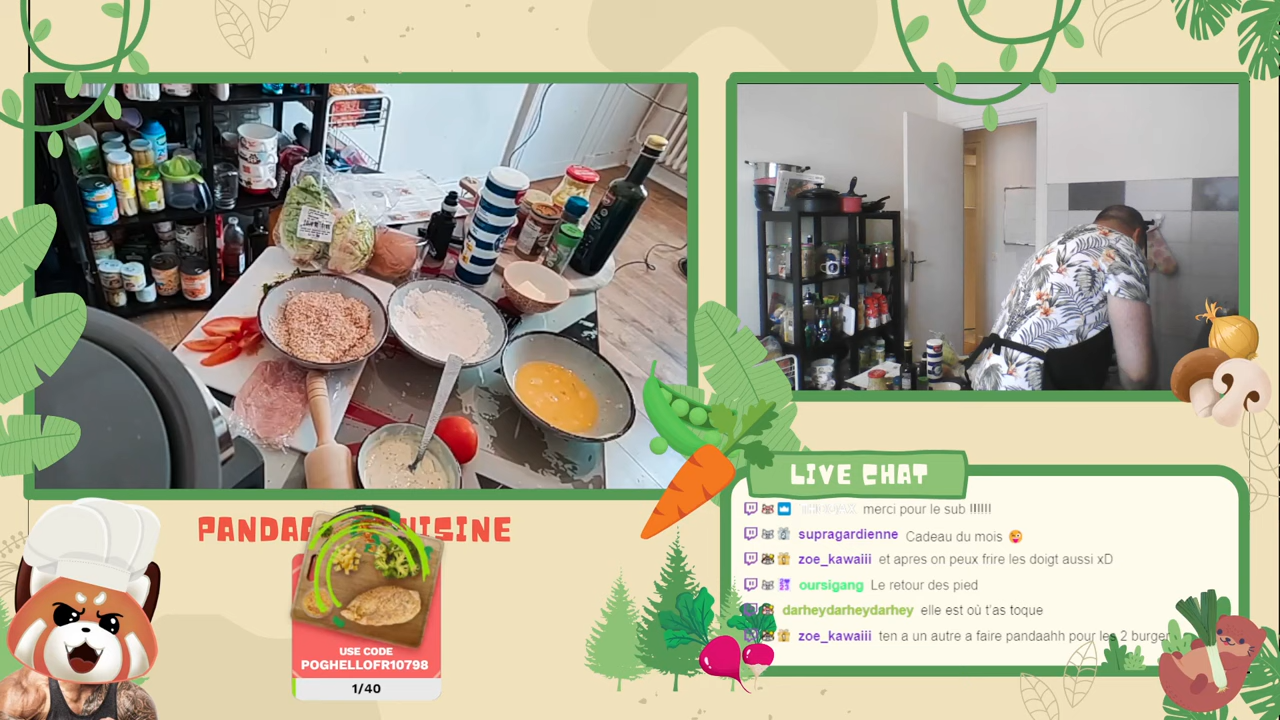 LIVE CHAT
merci pour le sub !!!!!!
supragardienne Cadeau du mois
zoe_kawaiii et apres on peux frire les doigt aussi xD
oursigang Le retour des pied
darheydarheydarhey elle est où t'as toque
zoe_kawaiii ten a un autre a faire pandaahh pour les 2 burger
USE CODE
POGHELLOFR10798
1/40